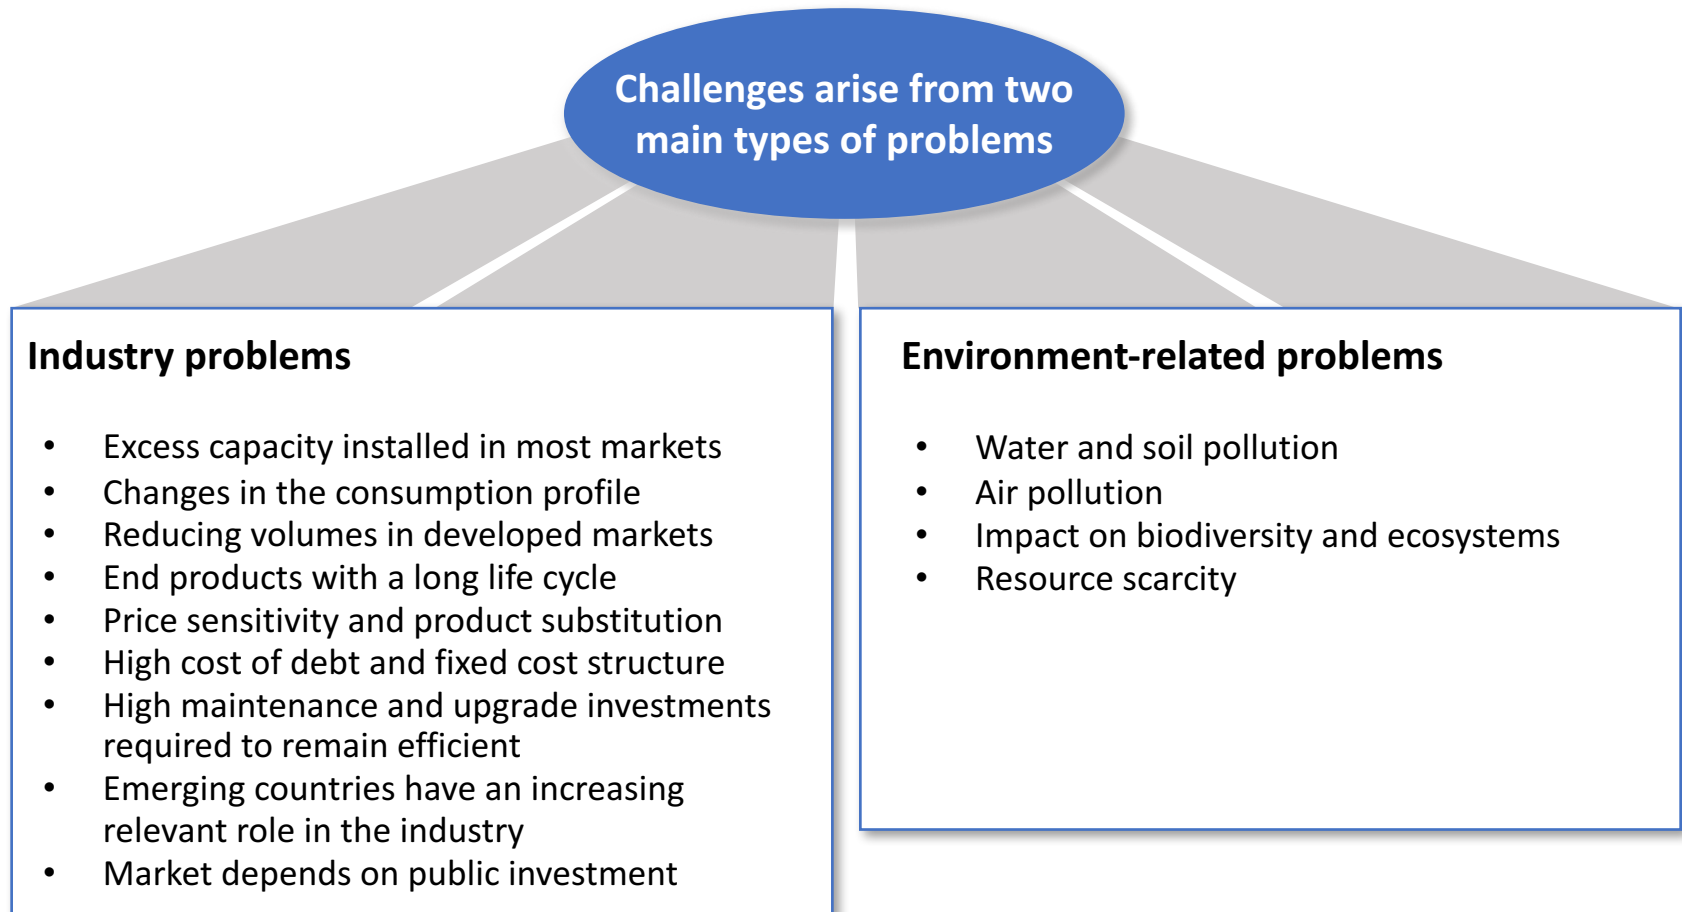 Challenges arise from two
main types of problems
Industry problems
• Excess capacity installed in most markets
• Changes in the consumption profile
• Reducing volumes in developed markets
• End products with a long life cycle
• Price sensitivity and product substitution
• High cost of debt and fixed cost structure
• High maintenance and upgrade investments
required to remain efficient
• Emerging countries have an increasing
relevant role in the industry
• Market depends on public investment
Environment-related problems
• Water and soil pollution
• Air pollution
• Impact on biodiversity and ecosystems
• Resource scarcity